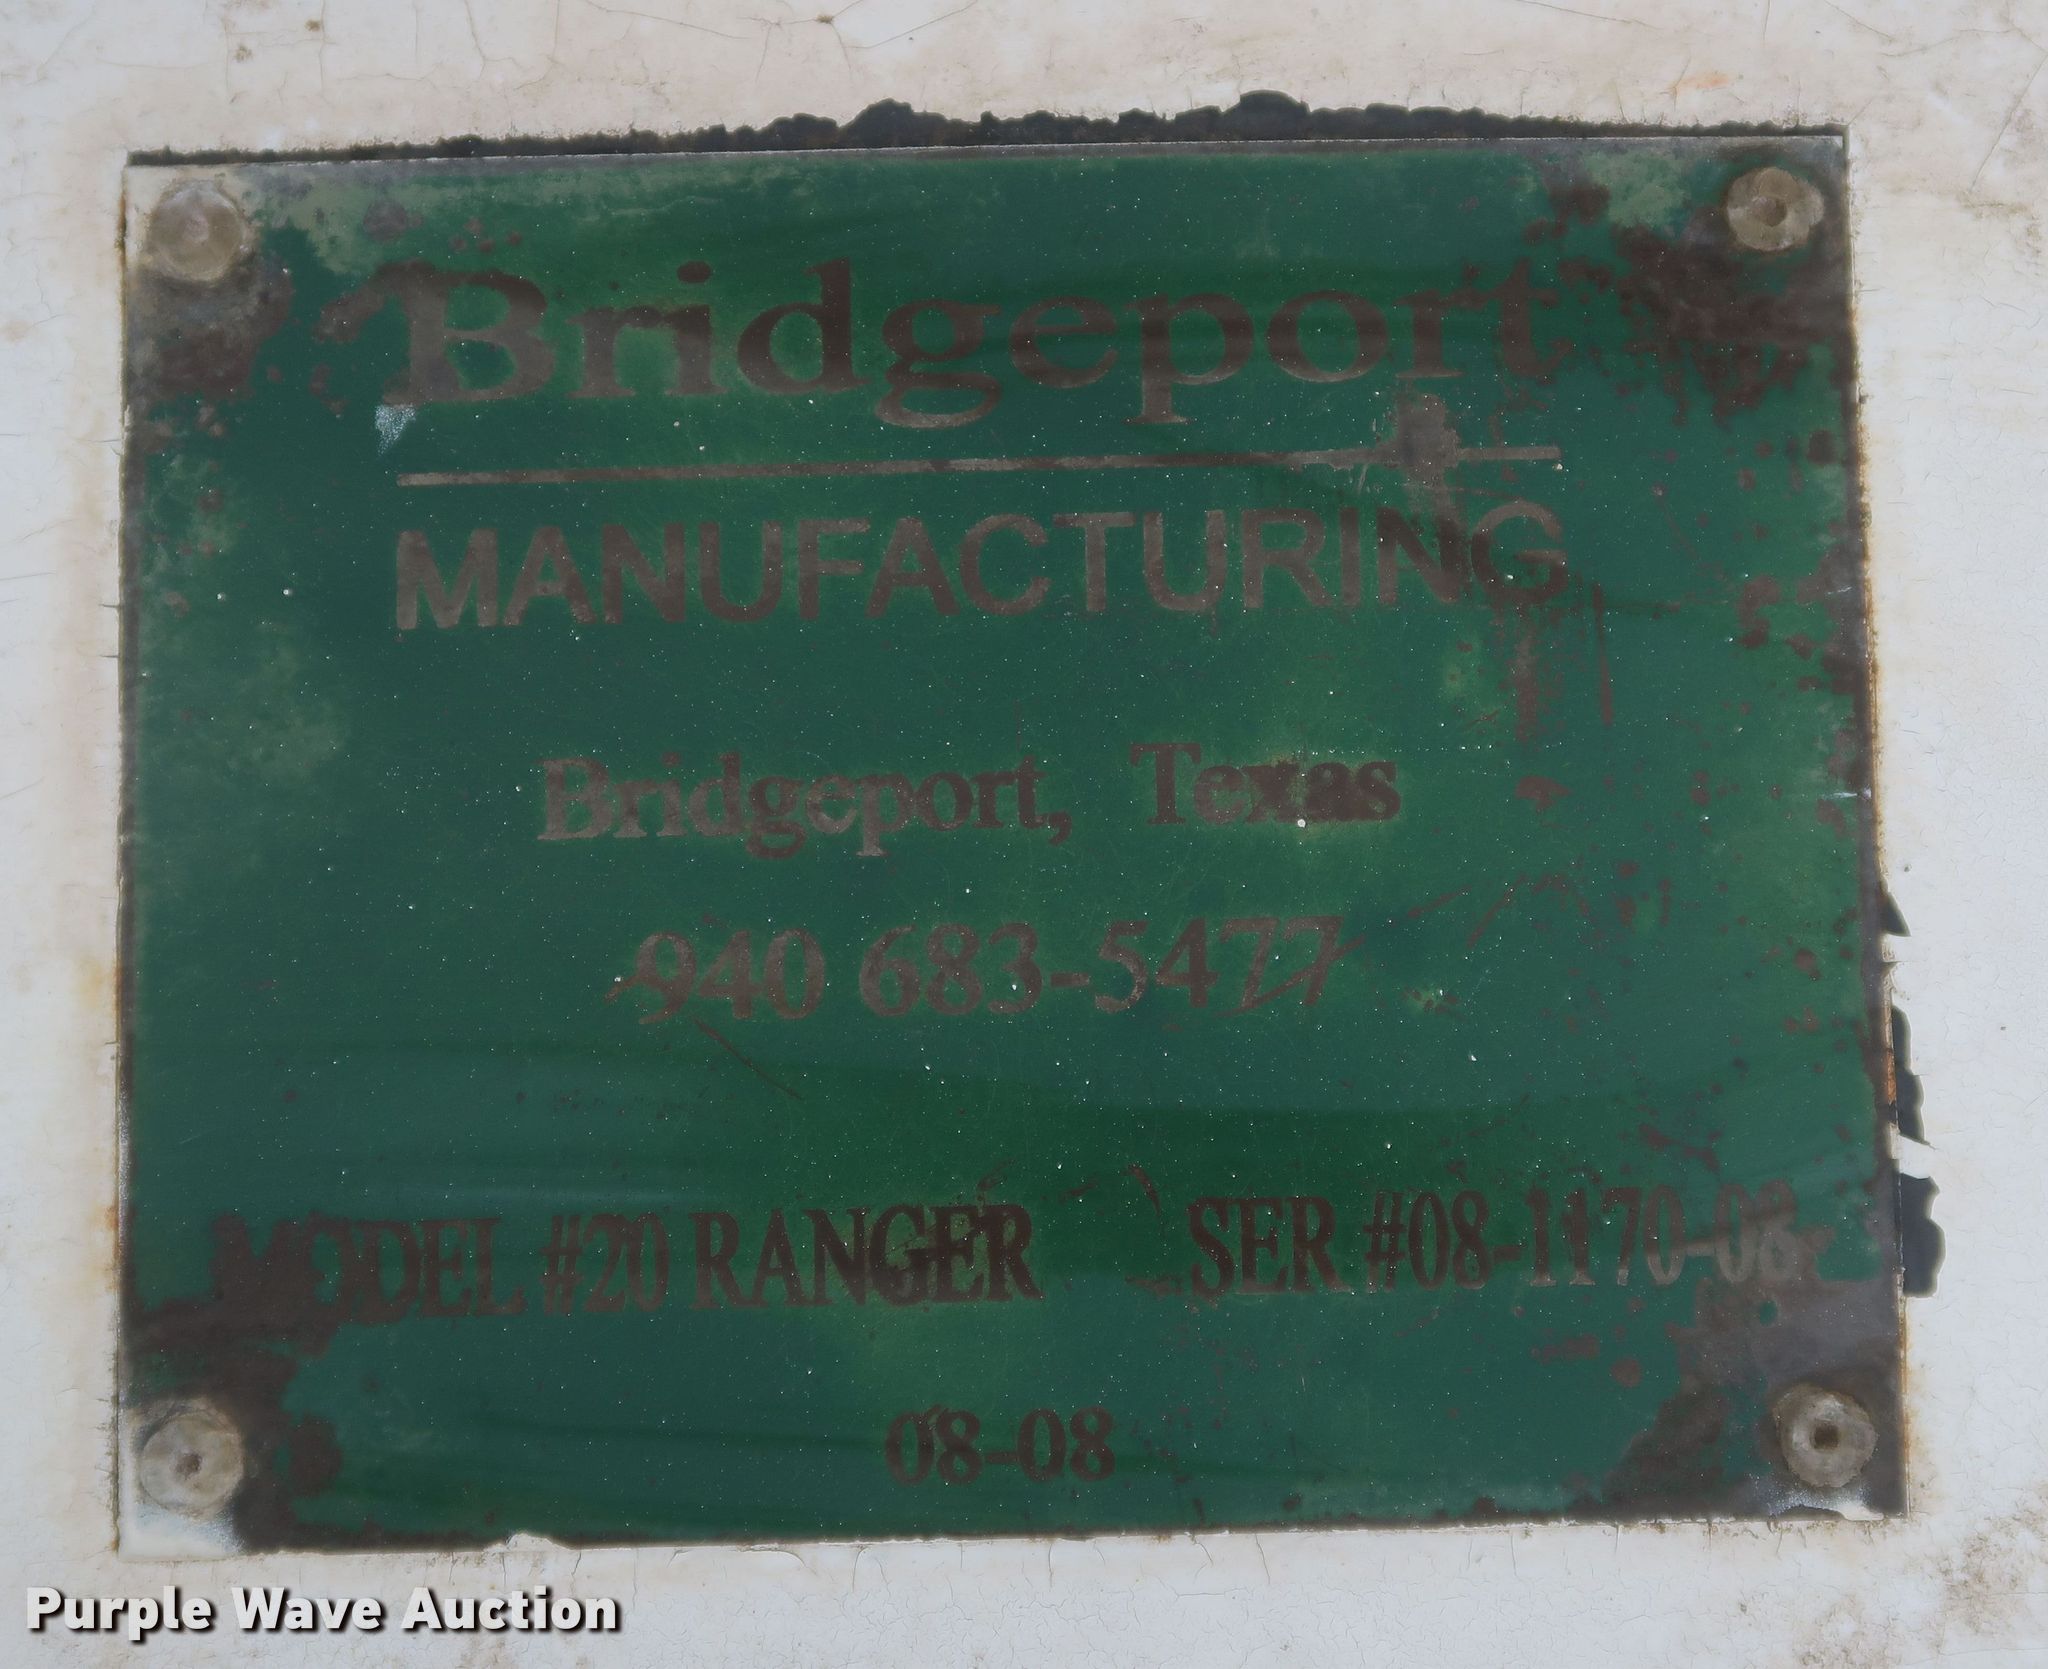 Bridgeport
MANUFACTURING
Bridgeport, Texas
940 683-5477
MODEL #20 RANGER SER #08-1170-08
08-08
Purple Wave Auction